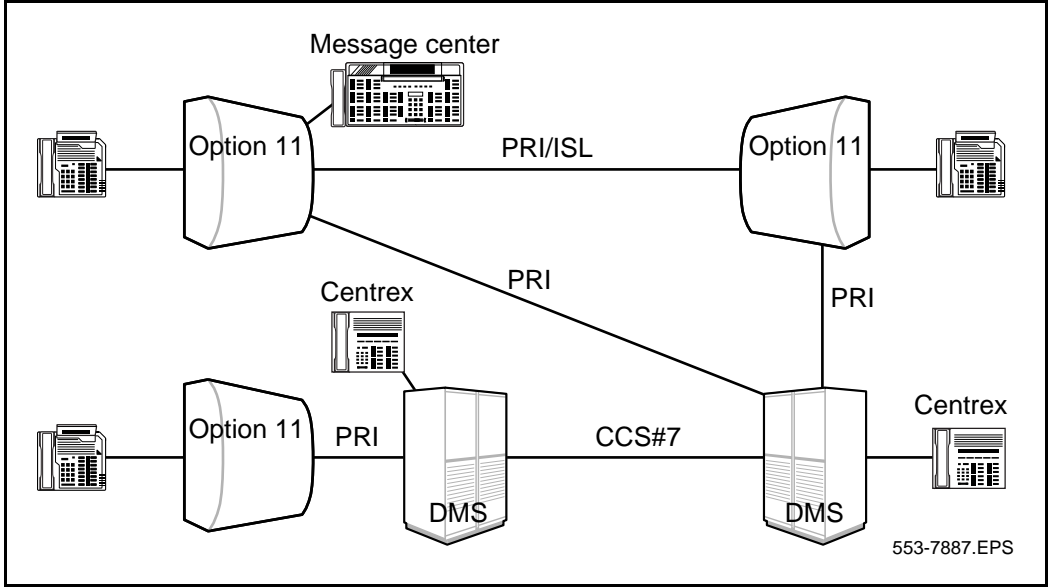 Message center
Option 11
PRI/ISL
Option 11
PRI
PRI
Centrex
Option 11
PRI
CCS#7
Centrex
DMS
DMS
553-7887.EPS